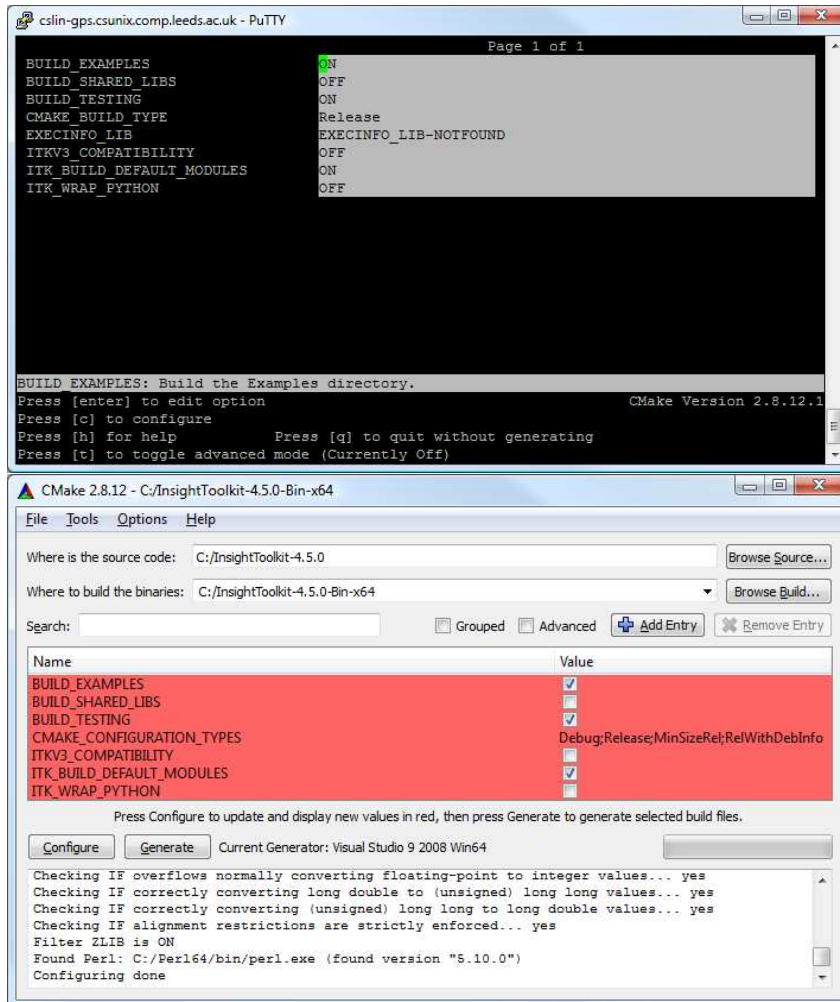 cslin-gps.csunix.comp.leeds.ac.uk - PuTTY
Page 1 of 1
BUILD_EXAMPLES ON
BUILD_SHARED_LIBS OFF
BUILD_TESTING ON
CMAKE_BUILD_TYPE Release
EXECINFO_LIB EXECINFO_LIB-NOTFOUND
ITKV3_COMPATIBILITY OFF
ITK_BUILD_DEFAULT_MODULES ON
ITK_WRAP_PYTHON OFF
BUILD_EXAMPLES: Build the Examples directory.
Press [enter] to edit option CMake Version 2.8.12.1
Press [c] to configure
Press [h] for help Press [q] to quit without generating
Press [t] to toggle advanced mode (Currently Off)
CMake 2.8.12 - C:/InsightToolkit-4.5.0-Bin-x64
File Tools Options Help
Where is the source code: C:/InsightToolkit-4.5.0 Browse Source...
Where to build the binaries: C:/InsightToolkit-4.5.0-Bin-x64 Browse Build...
Search: Grouped Advanced Add Entry Remove Entry
Name Value
BUILD_EXAMPLES
BUILD_SHARED_LIBS
BUILD_TESTING
CMAKE_CONFIGURATION_TYPES Debug;Release;MinSizeRel;RelWithDebInfo
ITKV3_COMPATIBILITY
ITK_BUILD_DEFAULT_MODULES
ITK_WRAP_PYTHON
Press Configure to update and display new values in red, then press Generate to generate selected build files.
Configure Generate Current Generator: Visual Studio 9 2008 Win64
Checking IF overflows normally converting floating-point to integer values... yes
Checking IF correctly converting long double to (unsigned) long long values... yes
Checking IF correctly converting (unsigned) long long to long double values... yes
Checking IF alignment restrictions are strictly enforced... yes
Filter ZLIB is ON
Found Perl: C:/Perl64/bin/perl.exe (found version "5.10.0")
Configuring done